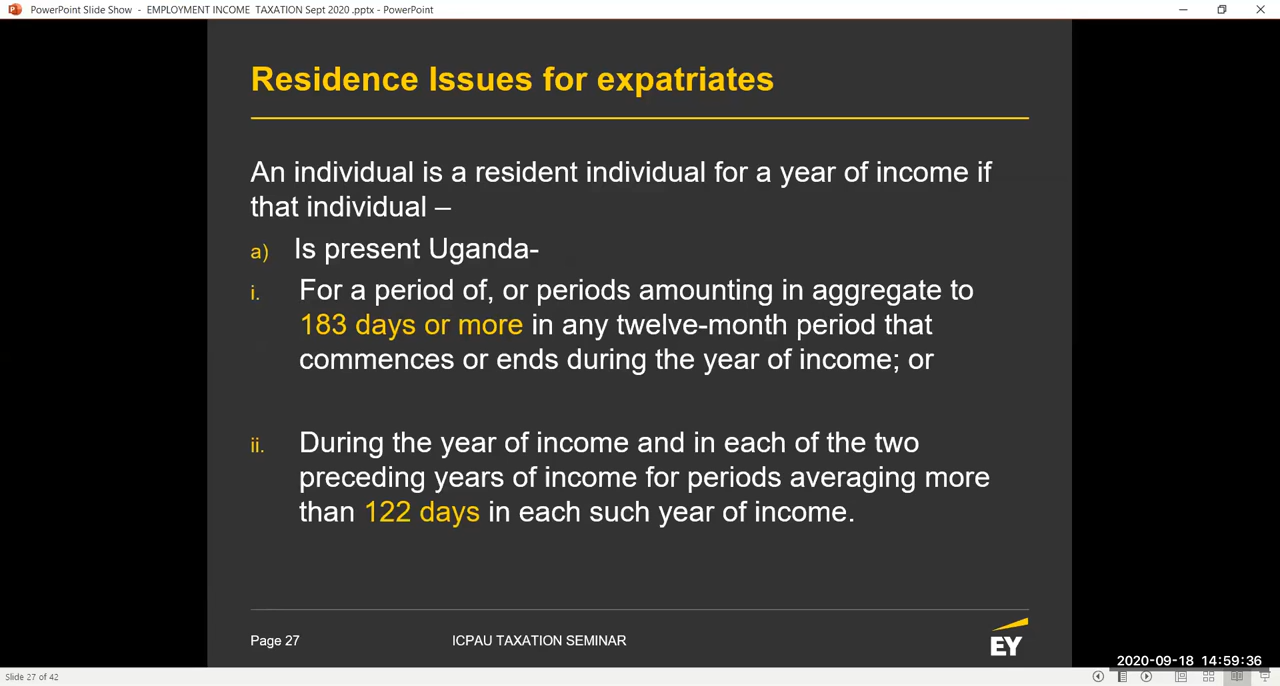 PowerPoint Slide Show - EMPLOYMENT INCOME TAXATION Sept 2020 .pptx - PowerPoint
Residence Issues for expatriates
An individual is a resident individual for a year of income if
that individual –
a) Is present Uganda-
i. For a period of, or periods amounting in aggregate to
183 days or more in any twelve-month period that
commences or ends during the year of income; or
ii. During the year of income and in each of the two
preceding years of income for periods averaging more
than 122 days in each such year of income.
Page 27 ICPAU TAXATION SEMINAR EY
2020-09-18 14:59:36
Slide 27 of 42